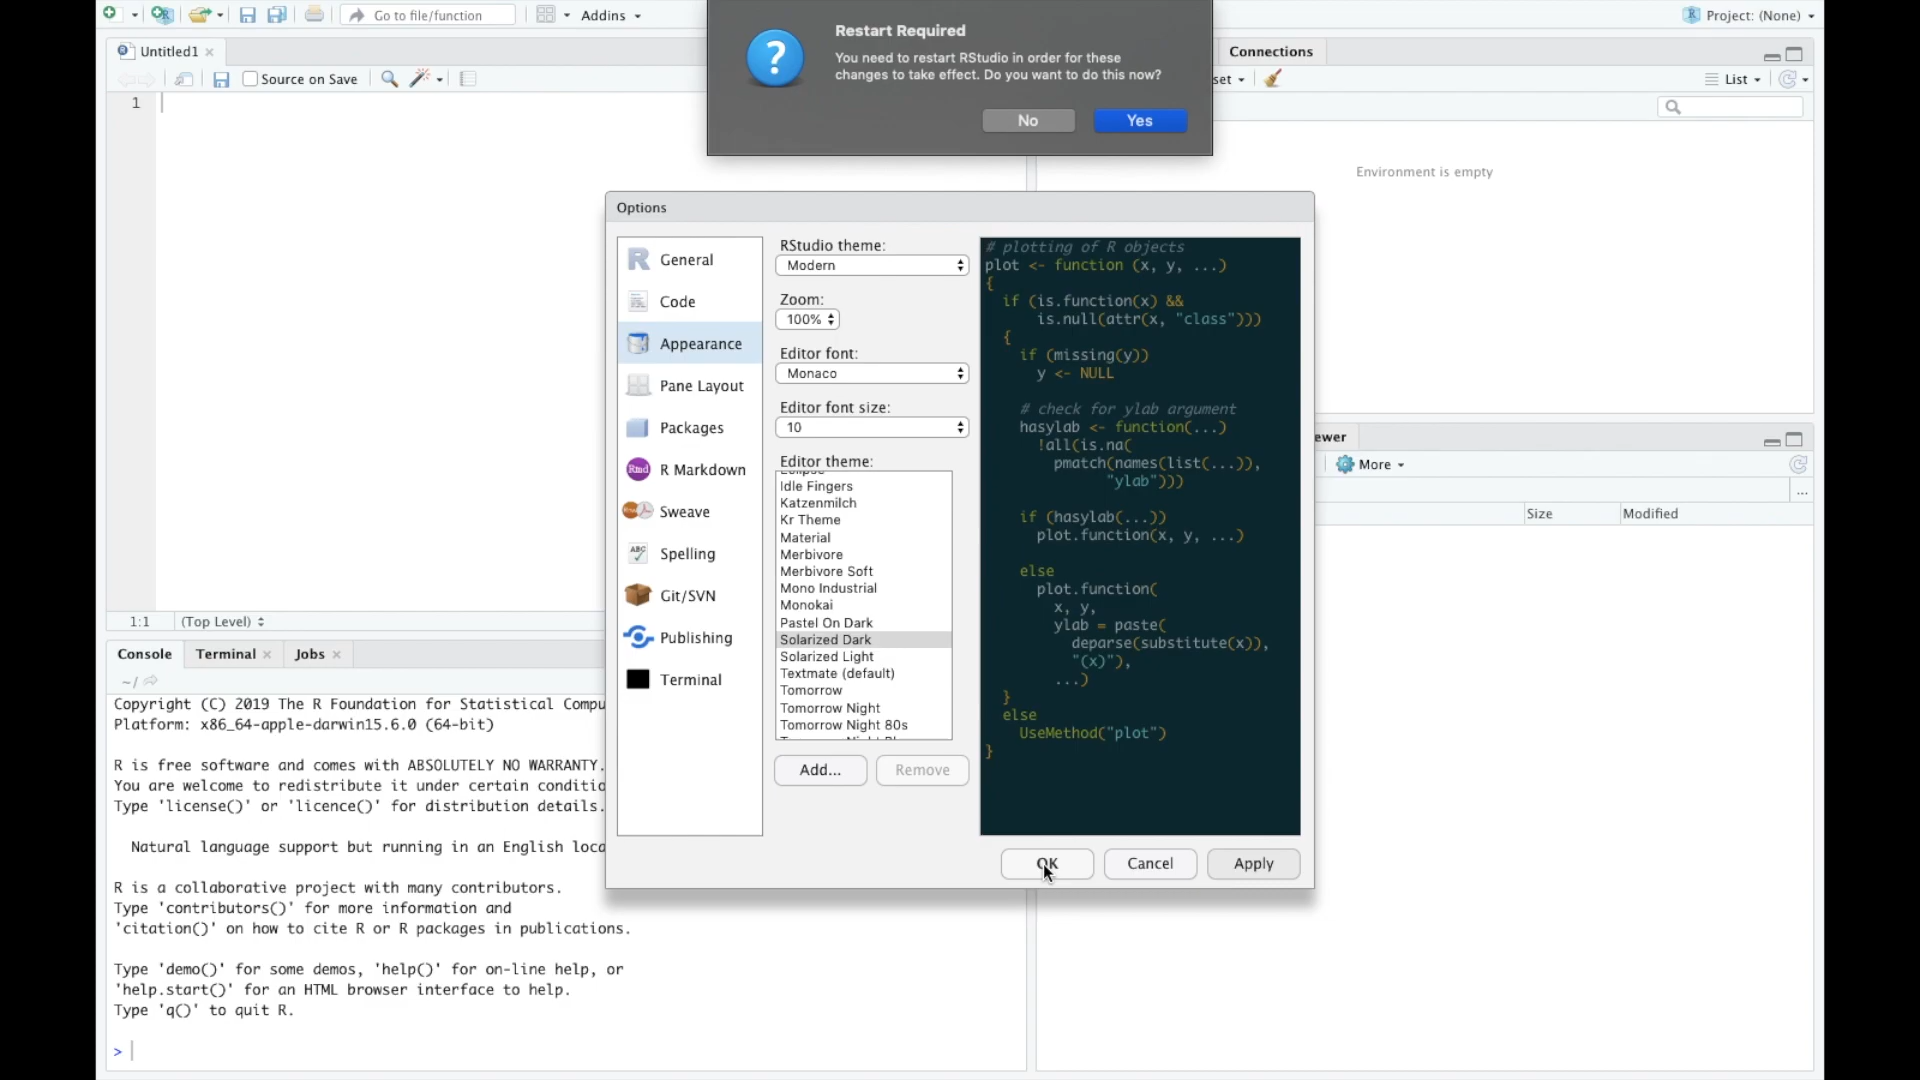 Go to file/function
Addins
Project: (None)
Untitled1
Source on Save
1
1:1
(Top Level)
Restart Required
You need to restart RStudio in order for these
changes to take effect. Do you want to do this now?
No
Yes
Connections
set
List
Environment is empty
ewer
More
...
Size
Modified
Options
General
Code
Appearance
Pane Layout
Packages
R Markdown
Sweave
Spelling
Git/SVN
Publishing
Terminal
RStudio theme:
Modern
Zoom:
100%
Editor font:
Monaco
Editor font size:
10
Editor theme:
Eclipse
Idle Fingers
Katzenmilch
Kr Theme
Material
Merbivore
Merbivore Soft
Mono Industrial
Monokai
Pastel On Dark
Solarized Dark
Solarized Light
Textmate (default)
Tomorrow
Tomorrow Night
Tomorrow Night 80s
Add...
Remove
# plotting of R objects
plot <- function (x, y, ...)
{
if (is.function(x) &&
is.null(attr(x, "class")))
{
if (missing(y))
y <- NULL
# check for ylab argument
hasylab <- function(...)
!all(is.na(
pmatch(names(list(...)),
"ylab")))
if (hasylab(...))
plot.function(x, y, ...)
else
plot.function(
x, y,
ylab = paste(
deparse(substitute(x)),
"(x)"),
...)
}
else
UseMethod("plot")
}
OK
Cancel
Apply
Console
Terminal
Jobs
~/
Copyright (C) 2019 The R Foundation for Statistical Compu
Platform: x86_64-apple-darwin15.6.0 (64-bit)
R is free software and comes with ABSOLUTELY NO WARRANTY.
You are welcome to redistribute it under certain conditio
Type 'license()' or 'licence()' for distribution details.
Natural language support but running in an English loca
R is a collaborative project with many contributors.
Type 'contributors()' for more information and
'citation()' on how to cite R or R packages in publications.
Type 'demo()' for some demos, 'help()' for on-line help, or
'help.start()' for an HTML browser interface to help.
Type 'q()' to quit R.
>